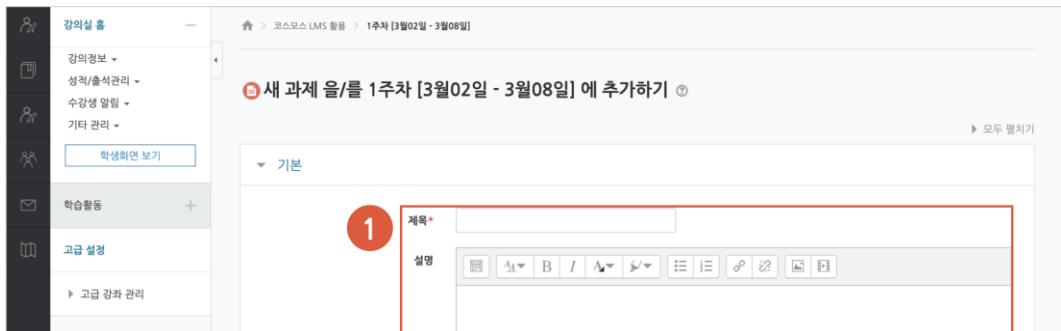 강의실 홈
코스모스 LMS 활용 > 1주차 [3월02일 - 3월08일]
강의정보
성적/출석관리
수강생 알림
기타 관리
학생화면 보기
학습활동
고급 설정
고급 강좌 관리
새 과제 을/를 1주차 [3월02일 - 3월08일] 에 추가하기
모두 펼치기
기본
1
제목*
설명
B I